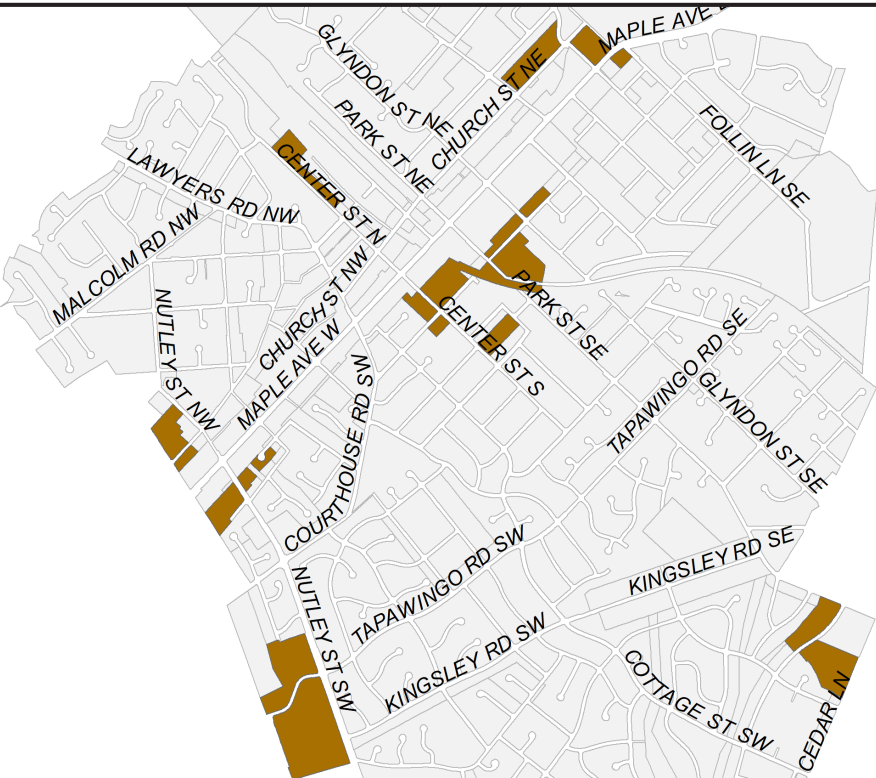 MAPLE AVE E
GLYNDON ST NE
CHURCH ST NE
PARK ST NE
FOLLIN LN SE
CENTER ST N
LAWYERS RD NW
MALCOLM RD NW
NUTLEY ST NW
CHURCH ST NW
MAPLE AVE W
PARK ST SE
CENTER ST S
TAPAWINGO RD SE
GLYNDON ST SE
COURTHOUSE RD SW
TAPAWINGO RD SW
KINGSLEY RD SE
NUTLEY ST SW
KINGSLEY RD SW
COTTAGE ST SW
CEDAR LN